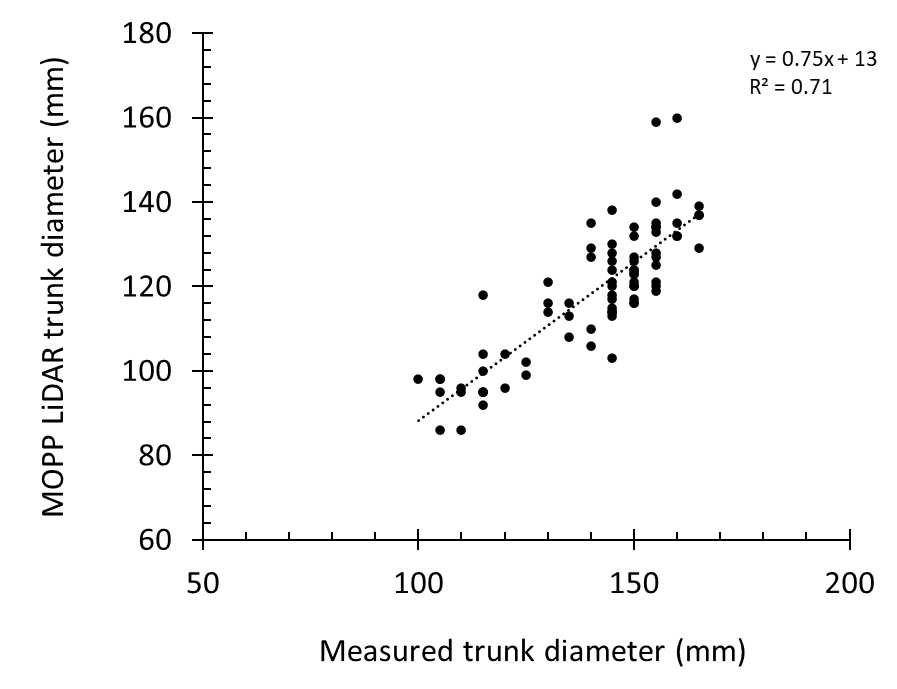 180
y = 0.75x + 13
R² = 0.71
160
140
120
100
80
60
MOPP LiDAR trunk diameter (mm)
50 100 150 200
Measured trunk diameter (mm)